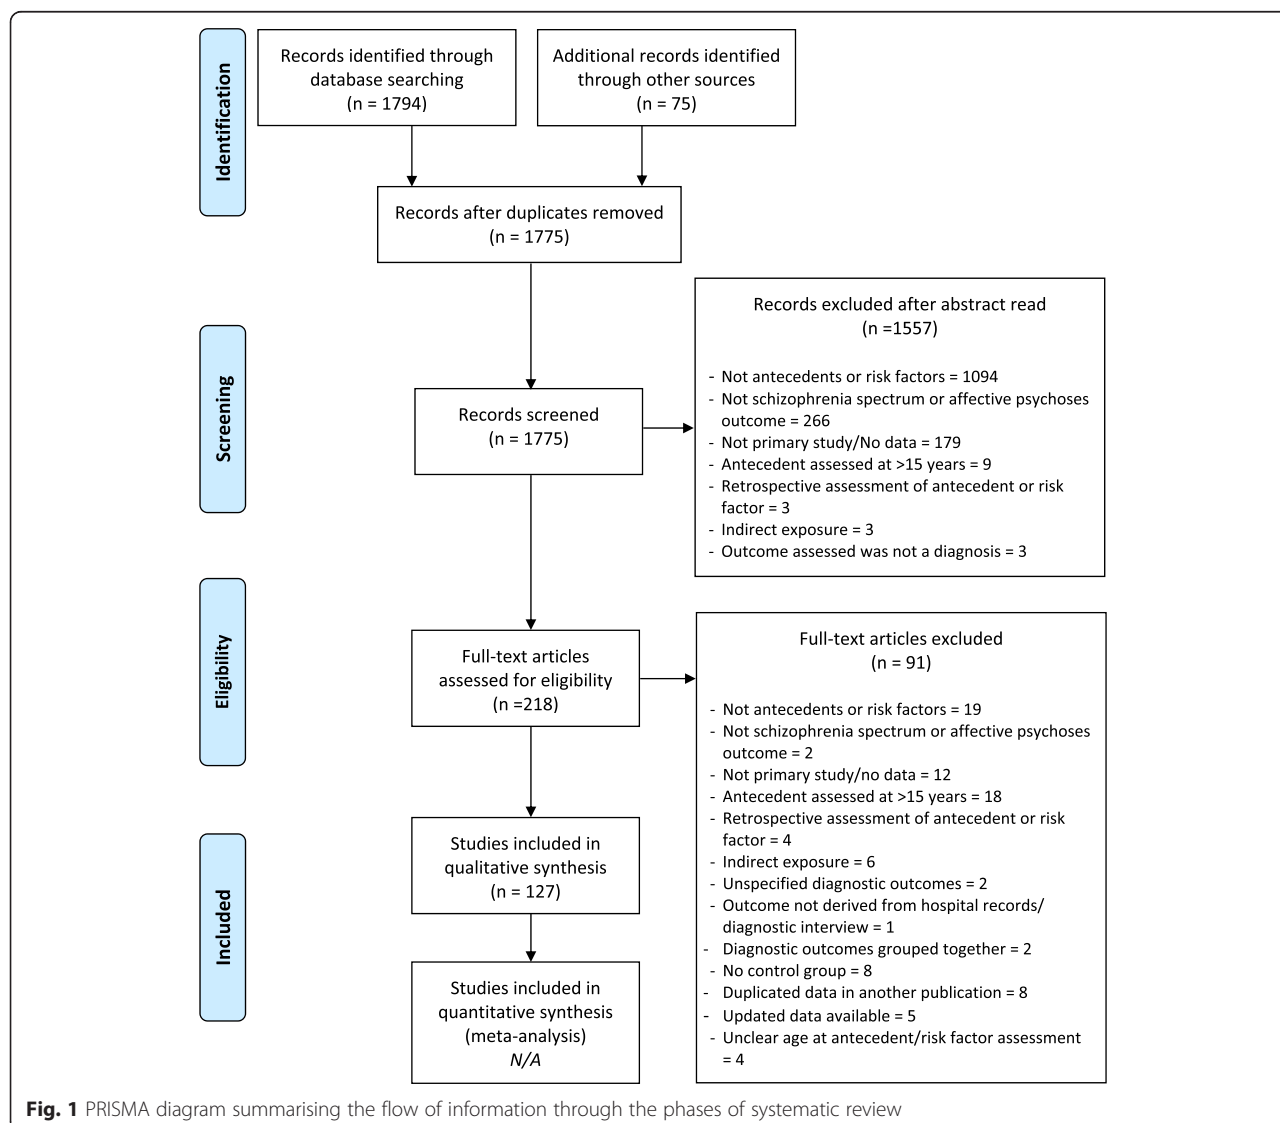 Identification
Records identified through
database searching
(n = 1794)
Additional records identified
through other sources
(n = 75)
Records after duplicates removed
(n = 1775)
Screening
Records screened
(n = 1775)
Records excluded after abstract read
(n =1557)
- Not antecedents or risk factors = 1094
- Not schizophrenia spectrum or affective psychoses
outcome = 266
- Not primary study/No data = 179
- Antecedent assessed at >15 years = 9
- Retrospective assessment of antecedent or risk
factor = 3
- Indirect exposure = 3
- Outcome assessed was not a diagnosis = 3
Eligibility
Full-text articles
assessed for eligibility
(n =218)
Full-text articles excluded
(n = 91)
- Not antecedents or risk factors = 19
- Not schizophrenia spectrum or affective psychoses
outcome = 2
- Not primary study/no data = 12
- Antecedent assessed at >15 years = 18
- Retrospective assessment of antecedent or risk
factor = 4
- Indirect exposure = 6
- Unspecified diagnostic outcomes = 2
- Outcome not derived from hospital records/
diagnostic interview = 1
- Diagnostic outcomes grouped together = 2
- No control group = 8
- Duplicated data in another publication = 8
- Updated data available = 5
- Unclear age at antecedent/risk factor assessment
= 4
Included
Studies included in
qualitative synthesis
(n = 127)
Studies included in
quantitative synthesis
(meta-analysis)
N/A
Fig. 1 PRISMA diagram summarising the flow of information through the phases of systematic review